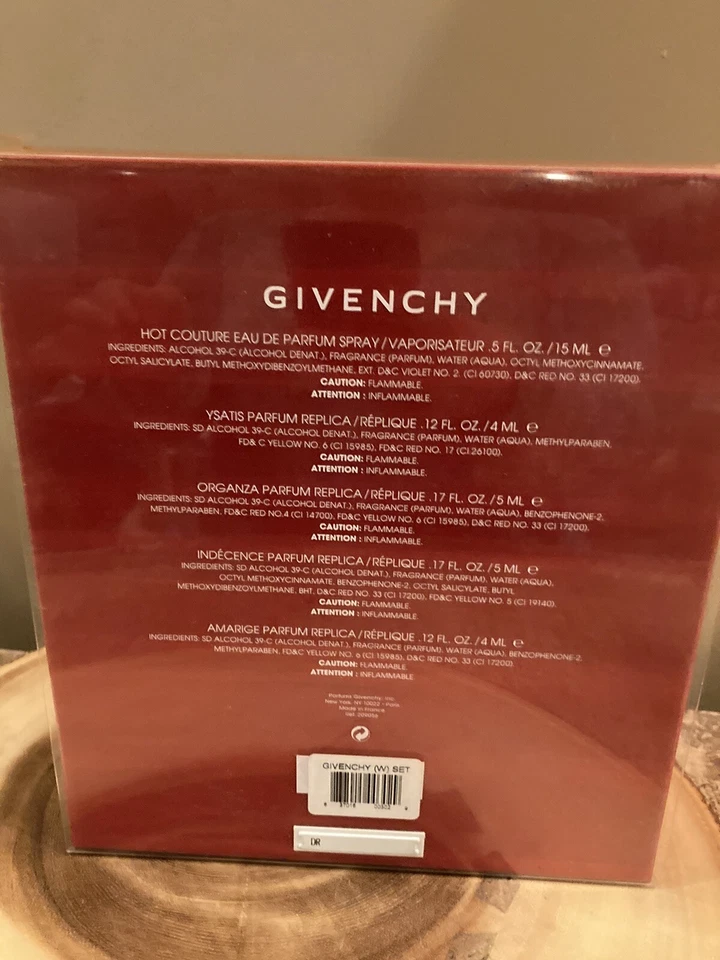 GIVENCHY
HOT COUTURE EAU DE PARFUM SPRAY/VAPORISATEUR .5 FL. OZ./15 ML ℮
INGREDIENTS: ALCOHOL 39-C (ALCOHOL DENAT.), FRAGRANCE (PARFUM), WATER (AQUA), OCTYL METHOXYCINNAMATE,
OCTYL SALICYLATE, BUTYL METHOXYDIBENZOYLMETHANE, EXT. D&C VIOLET NO. 2. (CI 60730), D&C RED NO. 33 (CI 17200).
CAUTION: FLAMMABLE.
ATTENTION : INFLAMMABLE.
YSATIS PARFUM REPLICA/RÉPLIQUE .12 FL. OZ./4 ML ℮
INGREDIENTS: SD ALCOHOL 39-C (ALCOHOL DENAT.), FRAGRANCE (PARFUM), WATER (AQUA), METHYLPARABEN,
FD& C YELLOW NO. 6 (CI 15985), FD&C RED NO. 17 (CI 26100).
CAUTION: FLAMMABLE.
ATTENTION : INFLAMMABLE.
ORGANZA PARFUM REPLICA/RÉPLIQUE .17 FL. OZ./5 ML ℮
INGREDIENTS: SD ALCOHOL 39-C (ALCOHOL DENAT.), FRAGRANCE (PARFUM), WATER (AQUA), BENZOPHENONE-2,
METHYLPARABEN, FD&C RED NO.4 (CI 14700), FD&C YELLOW NO. 6 (CI 15985), D&C RED NO. 33 (CI 17200).
CAUTION: FLAMMABLE.
ATTENTION : INFLAMMABLE.
INDÉCENCE PARFUM REPLICA/RÉPLIQUE .17 FL. OZ./5 ML ℮
INGREDIENTS: SD ALCOHOL 39-C (ALCOHOL DENAT.), FRAGRANCE (PARFUM), WATER (AQUA),
OCTYL METHOXYCINNAMATE, BENZOPHENONE-2, OCTYL SALICYLATE, BUTYL
METHOXYDIBENZOYLMETHANE, BHT, D&C RED NO. 33 (CI 17200), FD&C YELLOW NO. 5 (CI 19140).
CAUTION: FLAMMABLE.
ATTENTION : INFLAMMABLE.
AMARIGE PARFUM REPLICA/RÉPLIQUE .12 FL. OZ./4 ML ℮
INGREDIENTS: SD ALCOHOL 39-C (ALCOHOL DENAT.), FRAGRANCE (PARFUM), WATER (AQUA), BENZOPHENONE-2,
METHYLPARABEN, FD&C YELLOW NO. 6 (CI 15985), D&C RED NO. 33 (CI 17200)
CAUTION: FLAMMABLE
ATTENTION : INFLAMMABLE
Parfums Givenchy, Inc.
New York, NY 10022 - Paris
Made in France
GIVENCHY (W) SET
DR